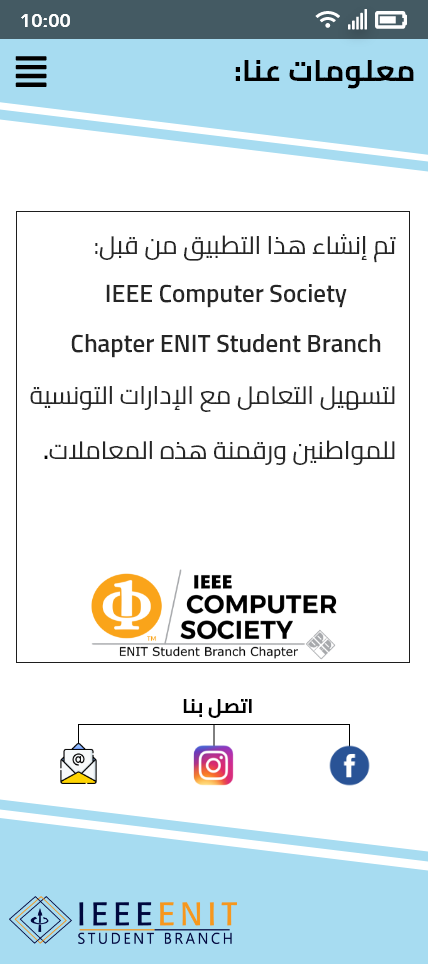 10:00
معلومات عنا:
تم إنشاء هذا التطبيق من قبل:
IEEE Computer Society
Chapter ENIT Student Branch
لتسهيل التعامل مع الإدارات التونسية
للمواطنين ورقمنة هذه المعاملات.
IEEE
COMPUTER
SOCIETY
TM
ENIT Student Branch Chapter
اتصل بنا
@
IEEEENIT
STUDENT BRANCH